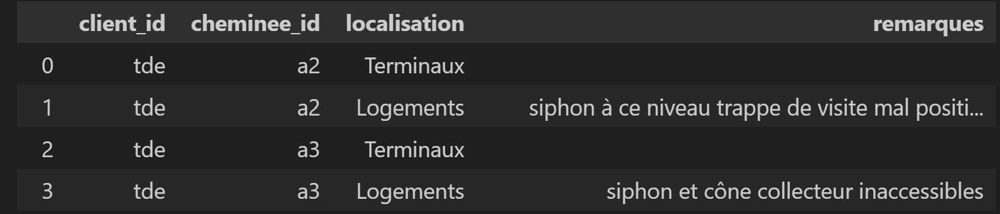 client_id cheminee_id localisation remarques
0 tde a2 Terminaux
1 tde a2 Logements siphon à ce niveau trappe de visite mal positi...
2 tde a3 Terminaux
3 tde a3 Logements siphon et cône collecteur inaccessibles